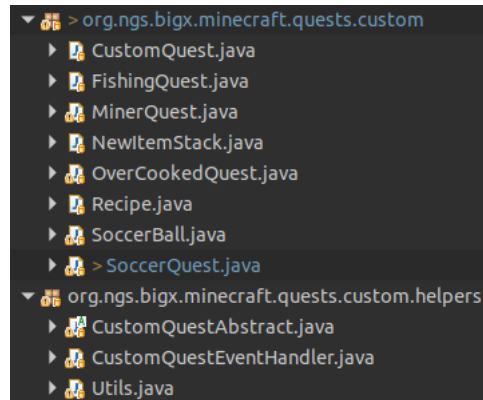 > org.ngs.bigx.minecraft.quests.custom
CustomQuest.java
FishingQuest.java
MinerQuest.java
NewItemStack.java
OverCookedQuest.java
Recipe.java
SoccerBall.java
> SoccerQuest.java
org.ngs.bigx.minecraft.quests.custom.helpers
CustomQuestAbstract.java
CustomQuestEventHandler.java
Utils.java